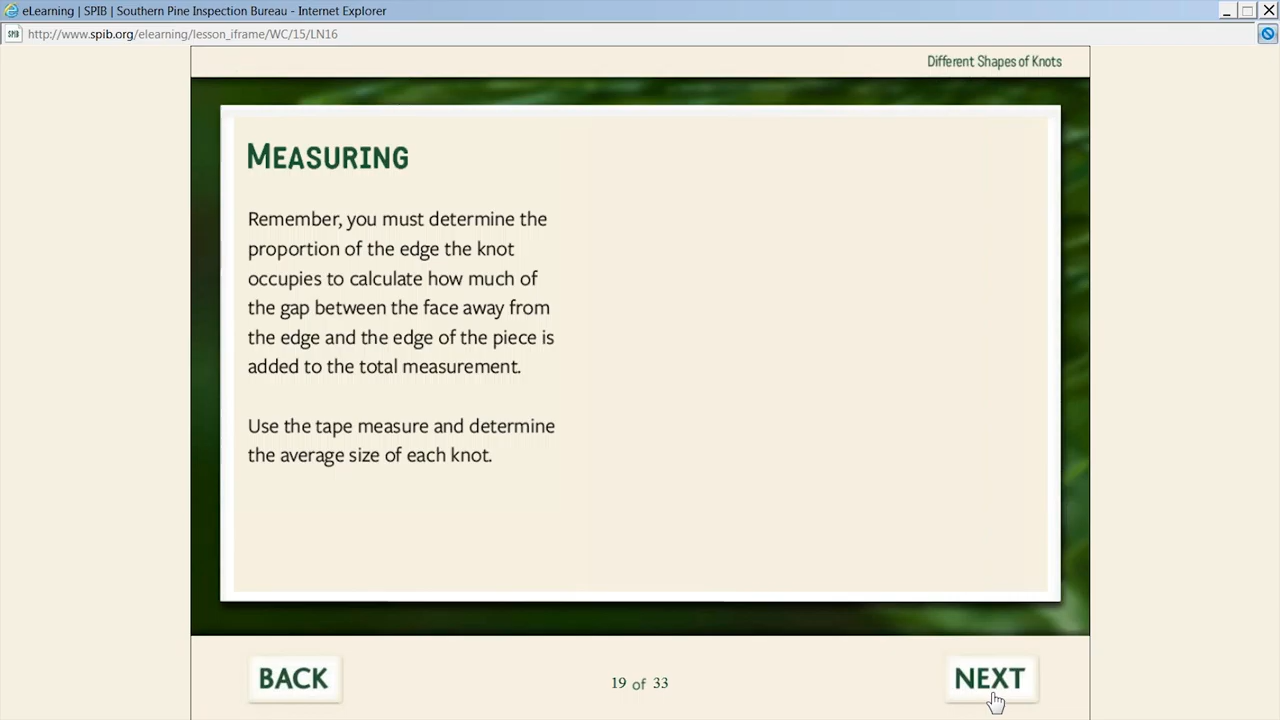 eLearning | SPIB | Southern Pine Inspection Bureau - Internet Explorer
SPIB http://www.spib.org/elearning/lesson_iframe/WC/15/LN16
Different Shapes of Knots
MEASURING
Remember, you must determine the
proportion of the edge the knot
occupies to calculate how much of
the gap between the face away from
the edge and the edge of the piece is
added to the total measurement.
Use the tape measure and determine
the average size of each knot.
BACK
19 of 33
NEXT